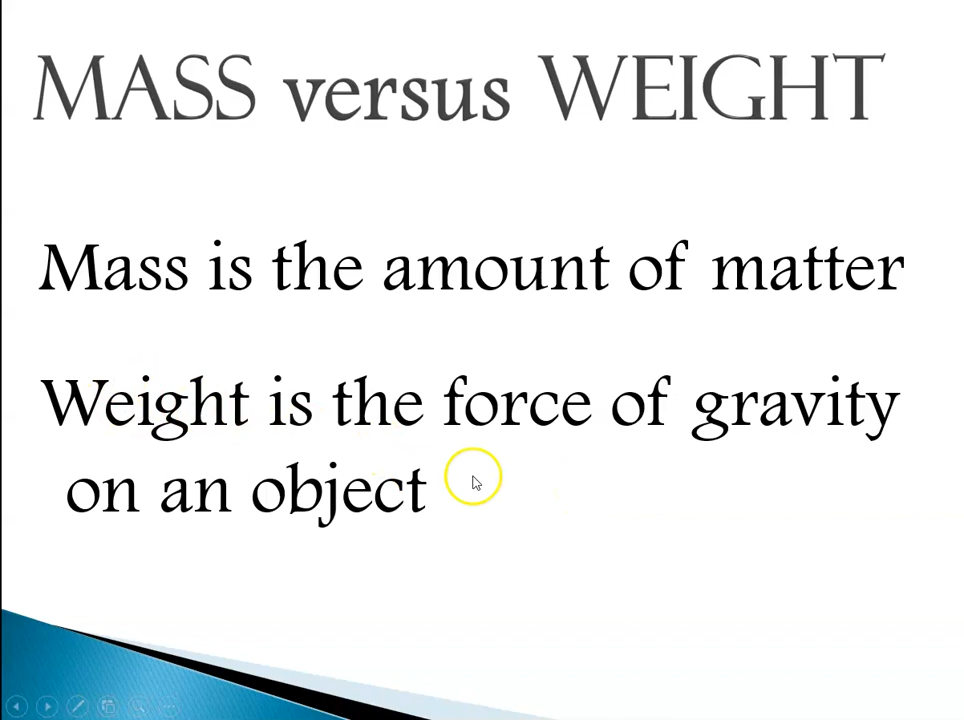 MASS versus WEIGHT
Mass is the amount of matter
Weight is the force of gravity
on an object